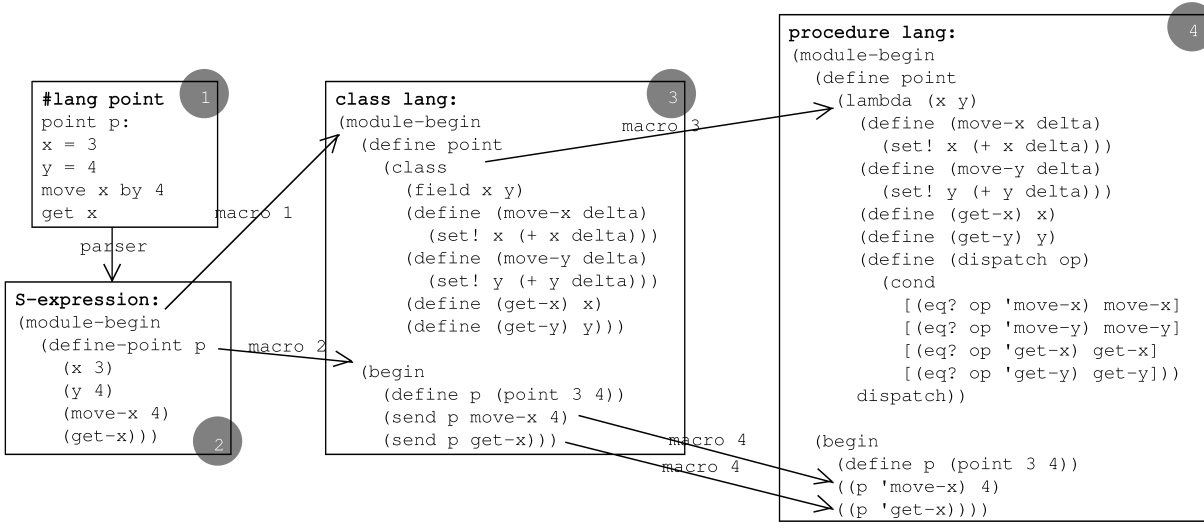 #lang point 1
point p:
x = 3
y = 4
move x by 4
get x
parser
S-expression:
(module-begin
(define-point p
(x 3)
(y 4)
(move-x 4)
(get-x))) 2
macro 1
macro 2
class lang: 3
(module-begin
(define point
(class
(field x y)
(define (move-x delta)
(set! x (+ x delta)))
(define (move-y delta)
(set! y (+ y delta)))
(define (get-x) x)
(define (get-y) y)))
(begin
(define p (point 3 4))
(send p move-x 4)
(send p get-x)))
macro 3
macro 4
macro 4
procedure lang: 4
(module-begin
(define point
(lambda (x y)
(define (move-x delta)
(set! x (+ x delta)))
(define (move-y delta)
(set! y (+ y delta)))
(define (get-x) x)
(define (get-y) y)
(define (dispatch op)
(cond
[(eq? op 'move-x) move-x]
[(eq? op 'move-y) move-y]
[(eq? op 'get-x) get-x]
[(eq? op 'get-y) get-y]))
dispatch))
(begin
(define p (point 3 4))
((p 'move-x) 4)
((p 'get-x))))